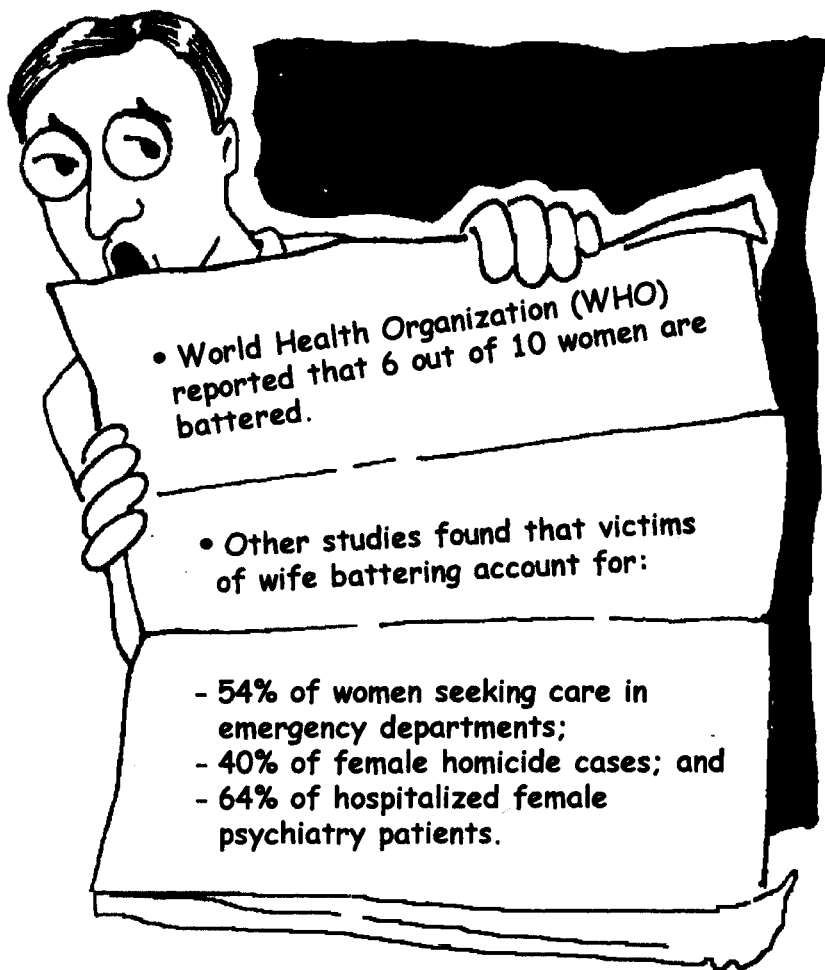 • World Health Organization (WHO)
reported that 6 out of 10 women are
battered.
• Other studies found that victims
of wife battering account for:
- 54% of women seeking care in
emergency departments;
- 40% of female homicide cases; and
- 64% of hospitalized female
psychiatry patients.